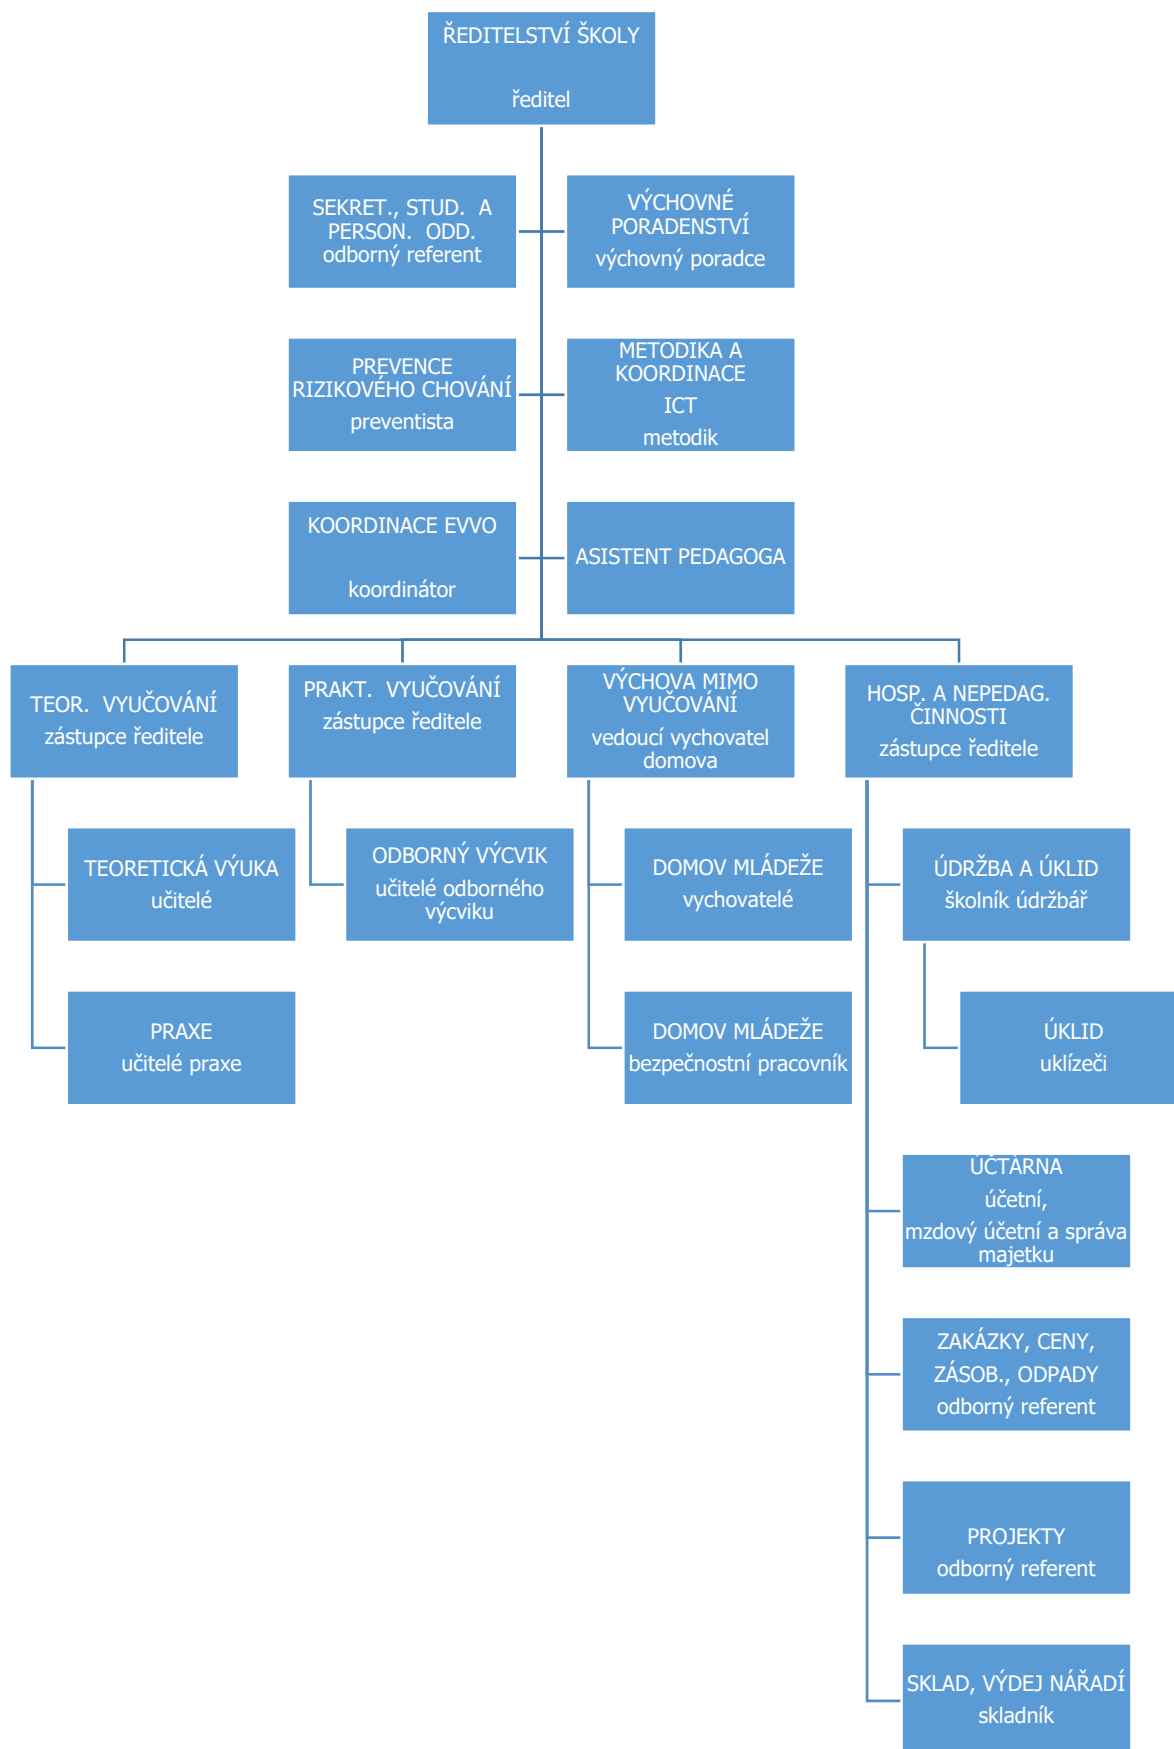 ŘEDITELSTVÍ ŠKOLY
ředitel
SEKRET., STUD. A
PERSON. ODD.
odborný referent
VÝCHOVNÉ
PORADENSTVÍ
výchovný poradce
PREVENCE
RIZIKOVÉHO CHOVÁNÍ
preventista
METODIKA A
KOORDINACE
ICT
metodik
KOORDINACE EVVO
koordinátor
ASISTENT PEDAGOGA
TEOR. VYUČOVÁNÍ
zástupce ředitele
PRAKT. VYUČOVÁNÍ
zástupce ředitele
VÝCHOVA MIMO
VYUČOVÁNÍ
vedoucí vychovatel
domova
HOSP. A NEPEDAG.
ČINNOSTI
zástupce ředitele
TEORETICKÁ VÝUKA
učitelé
ODBORNÝ VÝCVIK
učitelé odborného
výcviku
DOMOV MLÁDEŽE
vychovatelé
ÚDRŽBA A ÚKLID
školník údržbář
PRAXE
učitelé praxe
DOMOV MLÁDEŽE
bezpečnostní pracovník
ÚKLID
uklízeči
ÚČTÁRNA
účetní,
mzdový účetní a správa
majetku
ZAKÁZKY, CENY,
ZÁSOB., ODPADY
odborný referent
PROJEKTY
odborný referent
SKLAD, VÝDEJ NÁŘADÍ
skladník